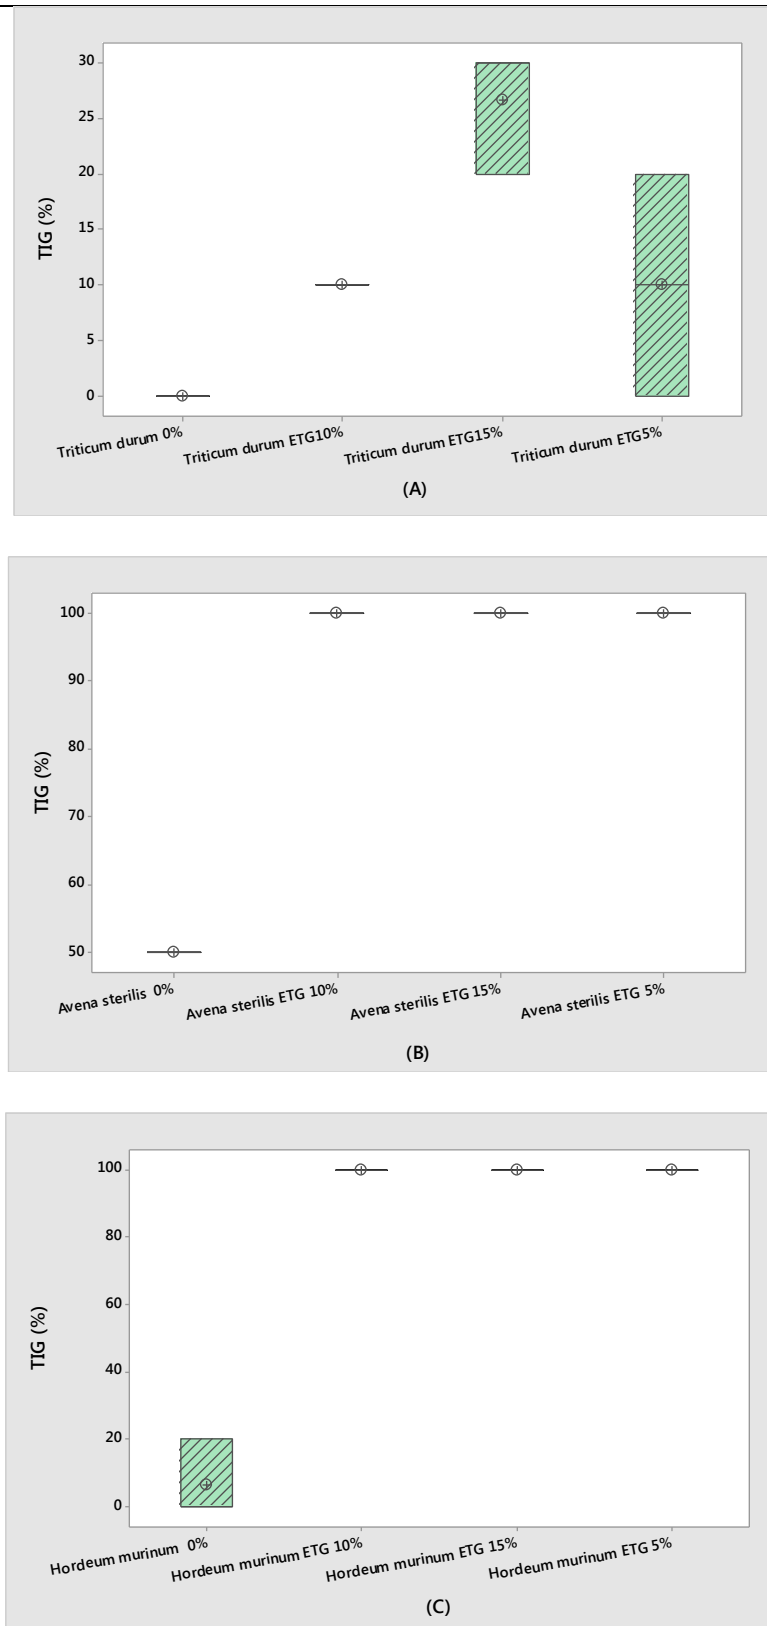 30
25
20
15
10
5
0
TIG (%)
Triticum durum 0%
Triticum durum ETG10%
Triticum durum ETG15%
Triticum durum ETG5%
(A)
100
90
80
70
60
50
TIG (%)
Avena sterilis 0%
Avena sterilis ETG 10%
Avena sterilis ETG 15%
Avena sterilis ETG 5%
(B)
100
80
60
40
20
0
TIG (%)
Hordeum murinum 0%
Hordeum murinum ETG 10%
Hordeum murinum ETG 15%
Hordeum murinum ETG 5%
(C)